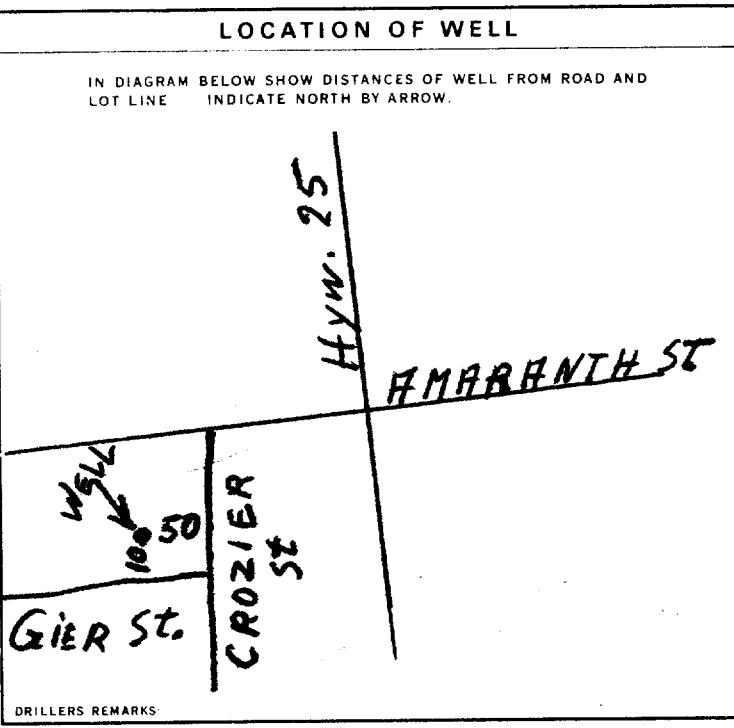 LOCATION OF WELL
IN DIAGRAM BELOW SHOW DISTANCES OF WELL FROM ROAD AND
LOT LINE INDICATE NORTH BY ARROW.
Hyw. 25
AMARANTH ST
WELL
50
100
CROZIER
St
GiER St.
DRILLERS REMARKS